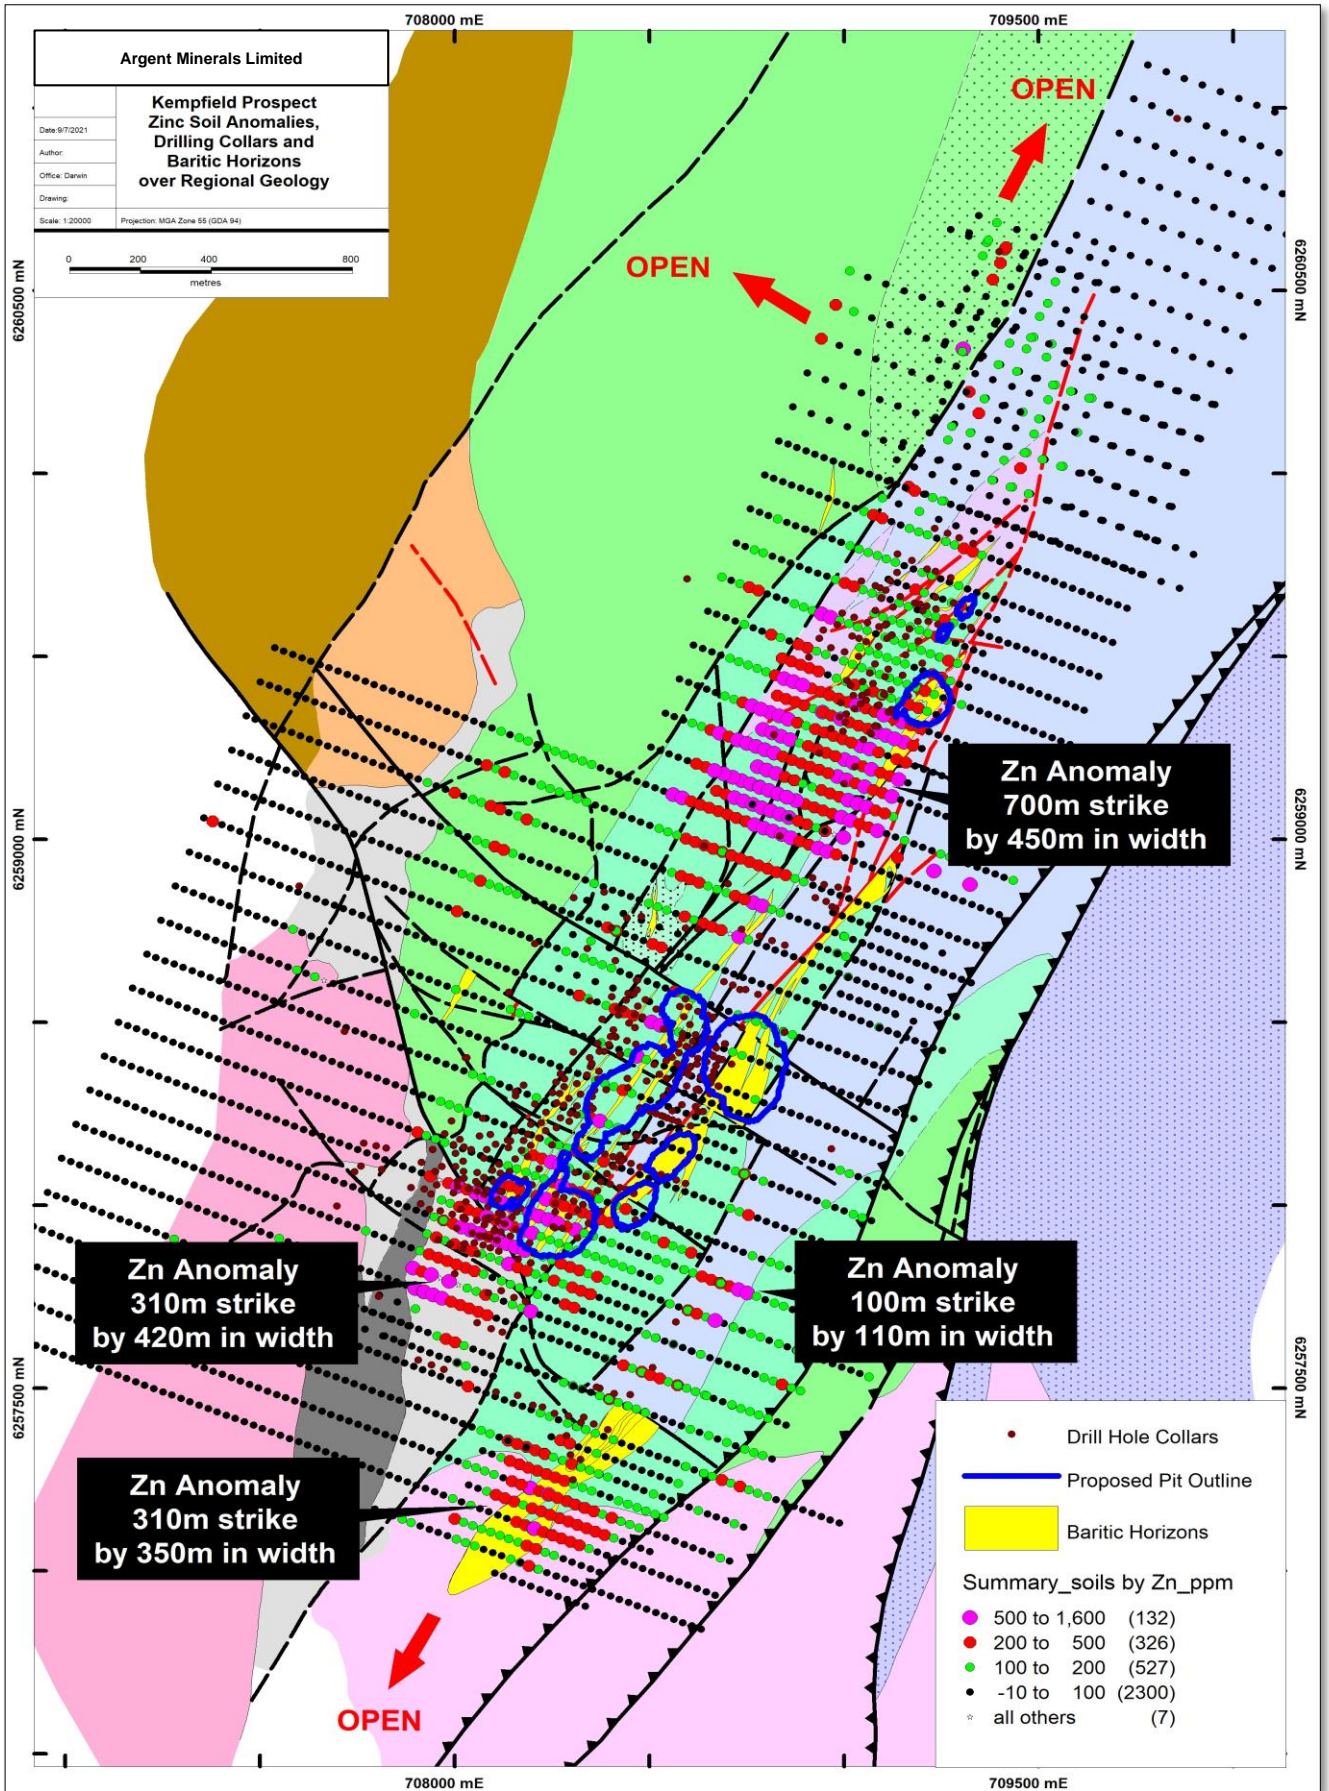 708000 mE
709500 mE
Argent Minerals Limited
Kempfield Prospect
Zinc Soil Anomalies,
Drilling Collars and
Baritic Horizons
over Regional Geology
Date:9/7/2021
Author:
Office: Darwin
Drawing:
Scale: 1:20000
Projection: MGA Zone 55 (GDA 94)
0 200 400 800
metres
OPEN
OPEN
6260500 mN
6260500 mN
6259000 mN
6259000 mN
Zn Anomaly
700m strike
by 450m in width
Zn Anomaly
310m strike
by 420m in width
Zn Anomaly
100m strike
by 110m in width
6257500 mN
6257500 mN
Zn Anomaly
310m strike
by 350m in width
OPEN
Drill Hole Collars
Proposed Pit Outline
Baritic Horizons
Summary_soils by Zn_ppm
500 to 1,600 (132)
200 to 500 (326)
100 to 200 (527)
-10 to 100 (2300)
all others (7)
708000 mE
709500 mE